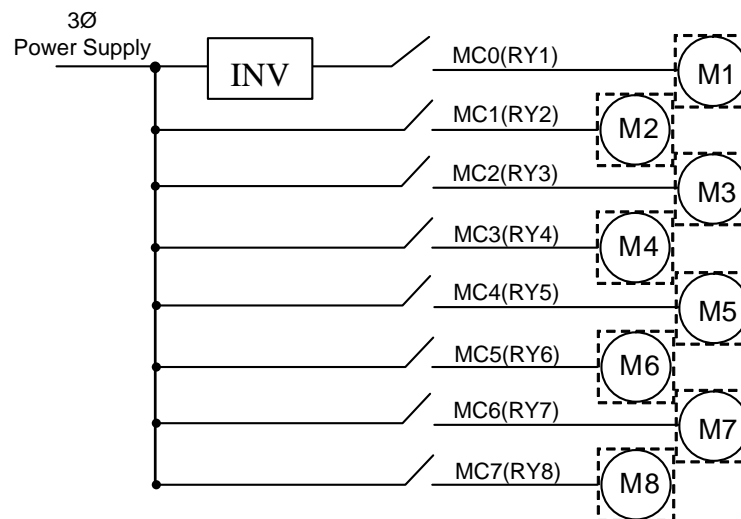 3Ø
Power Supply
INV
MC0(RY1)
M1
MC1(RY2)
M2
MC2(RY3)
M3
MC3(RY4)
M4
MC4(RY5)
M5
MC5(RY6)
M6
MC6(RY7)
M7
MC7(RY8)
M8